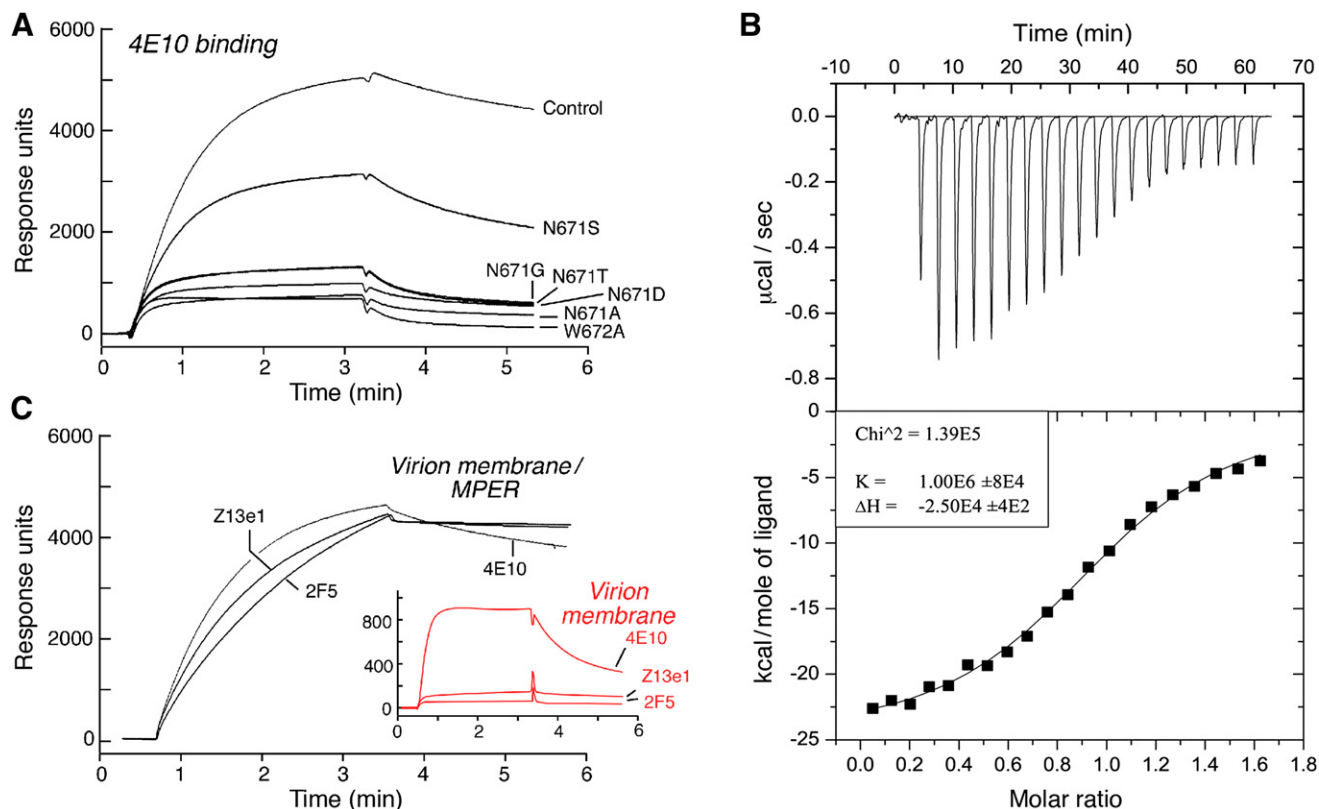 A
4E10 binding
6000
4000
2000
0
Response units
Control
N671S
N671G
N671T
N671D
N671A
W672A
0 1 2 3 4 5 6
Time (min)
B
Time (min)
-10 0 10 20 30 40 50 60 70
0.0
-0.2
-0.4
-0.6
-0.8
0
µcal / sec
Chi^2 = 1.39E5
K = 1.00E6 ±8E4
ΔH = -2.50E4 ±4E2
-5
-10
-15
-20
-25
kcal/mole of ligand
0.0 0.2 0.4 0.6 0.8 1.0 1.2 1.4 1.6 1.8
Molar ratio
C
6000
4000
2000
0
Response units
Virion membrane/
MPER
Z13e1
2F5
4E10
Virion
membrane
800
400
0
4E10
Z13e1
2F5
0 2 4 6
0 1 2 3 4 5 6
Time (min)